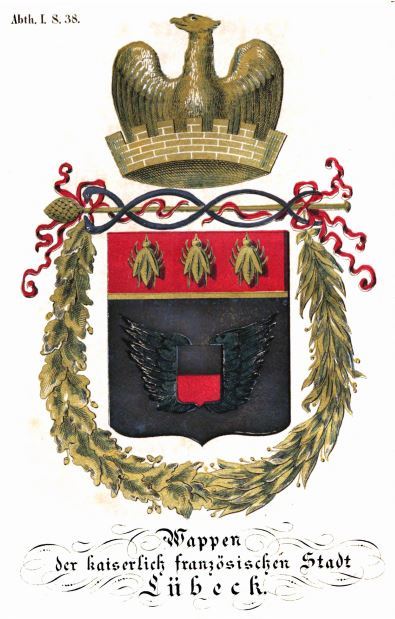 Abth. I. S. 38.
Wappen
der kaiserlich französischen Stadt
Lübeck.